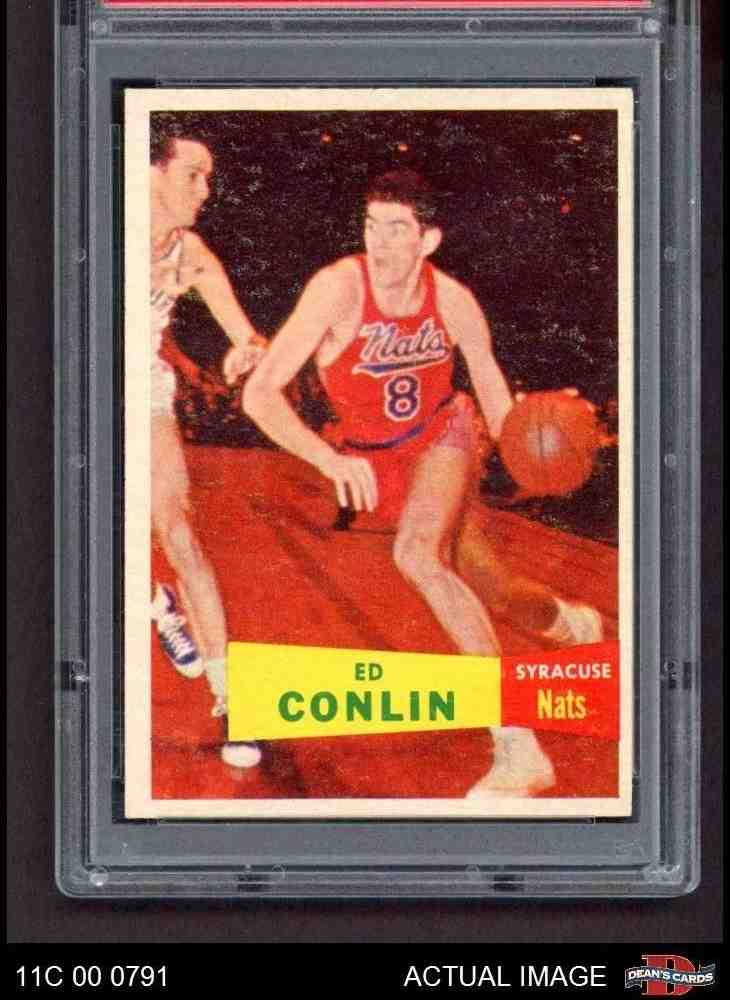 Nats
8
ED
CONLIN
SYRACUSE
Nats
11C 00 0791
ACTUAL IMAGE
DEAN'S CARDS